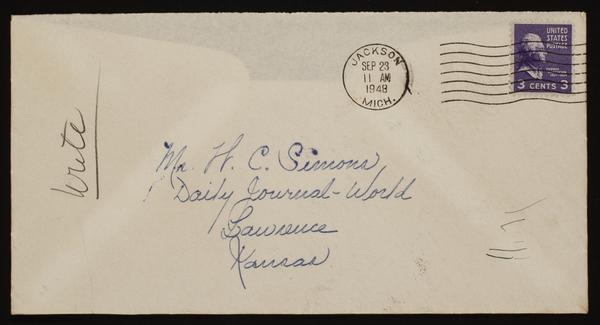 JACKSON
SEP 23
11 AM
1948
MICH.
UNITED
STATES
POSTAGE
3 CENTS 3
Write
Mr. W. C. Simons,
Daily Journal-World
Lawrence
Kansas